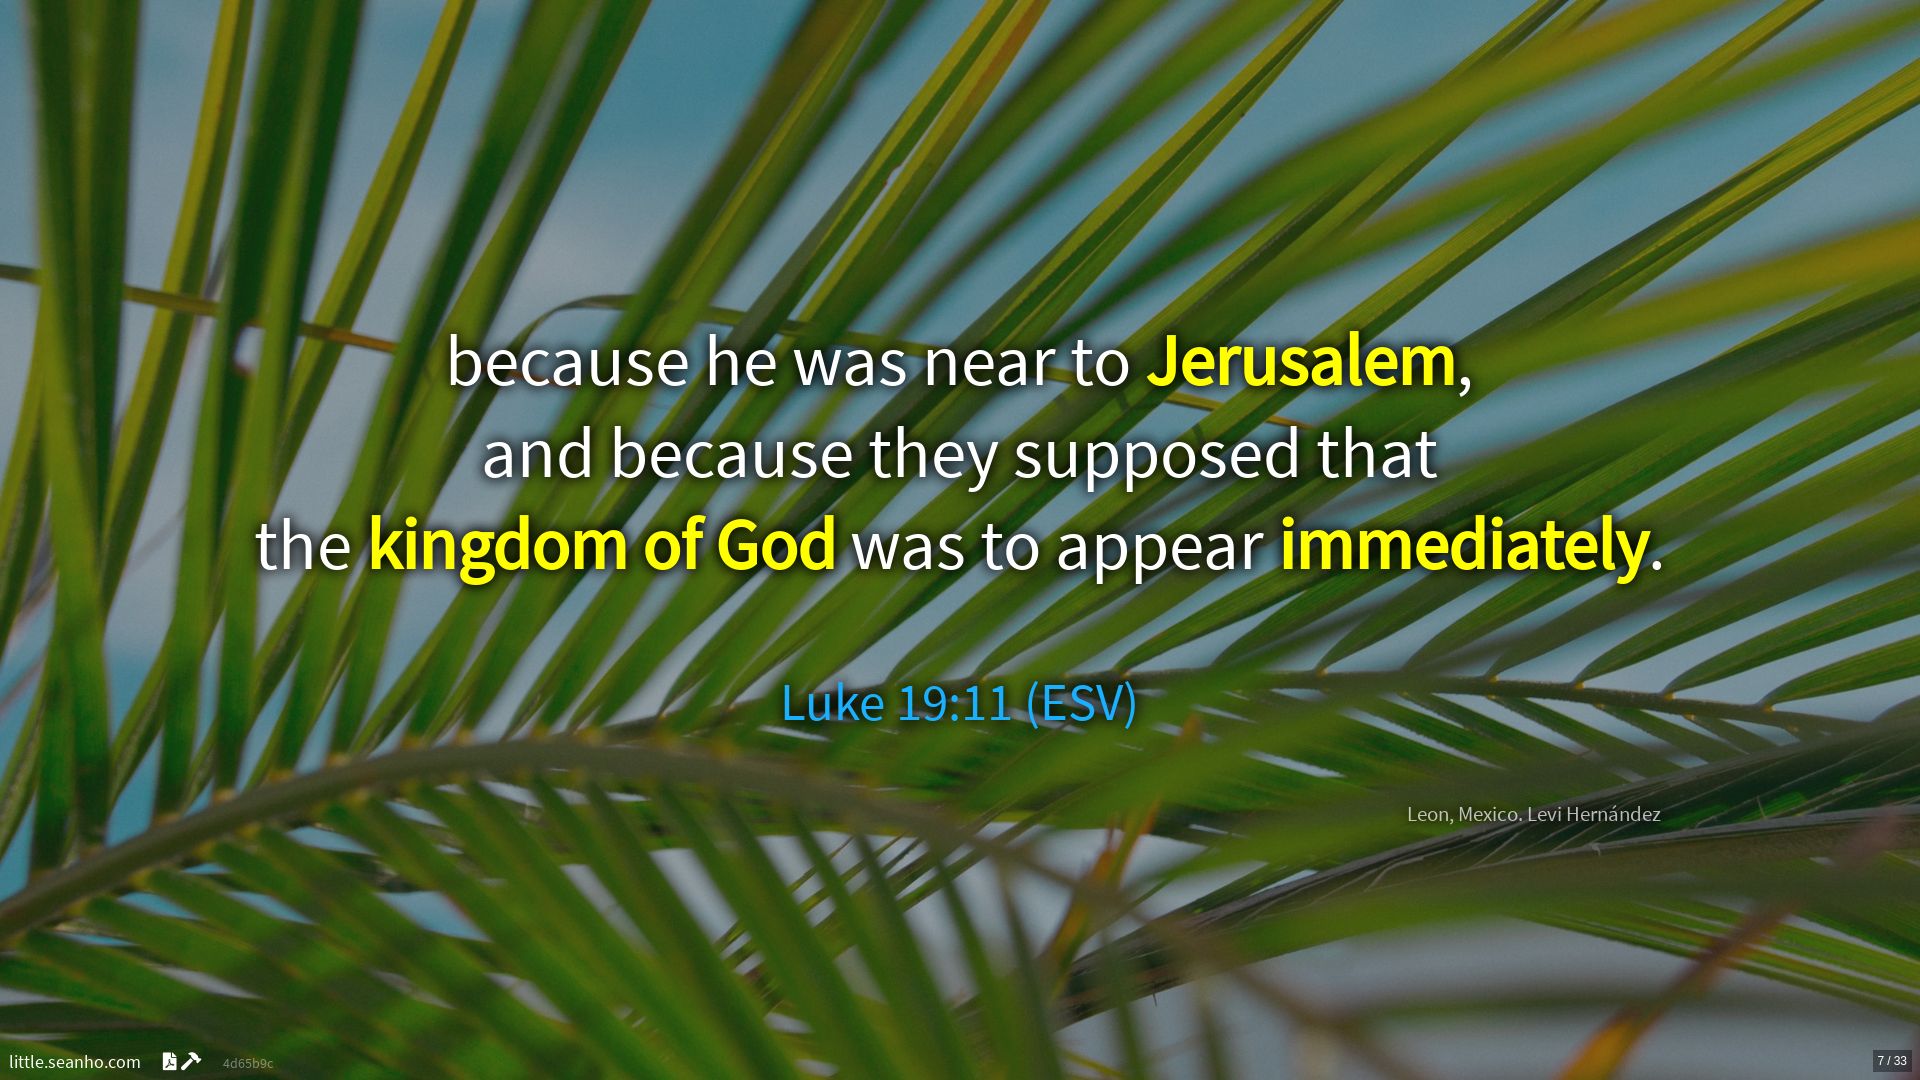 because he was near to Jerusalem,
and because they supposed that
the kingdom of God was to appear immediately.
Luke 19:11 (ESV)
Leon, Mexico. Levi Hernández
little.seanho.com
4d65b9c
7 / 33